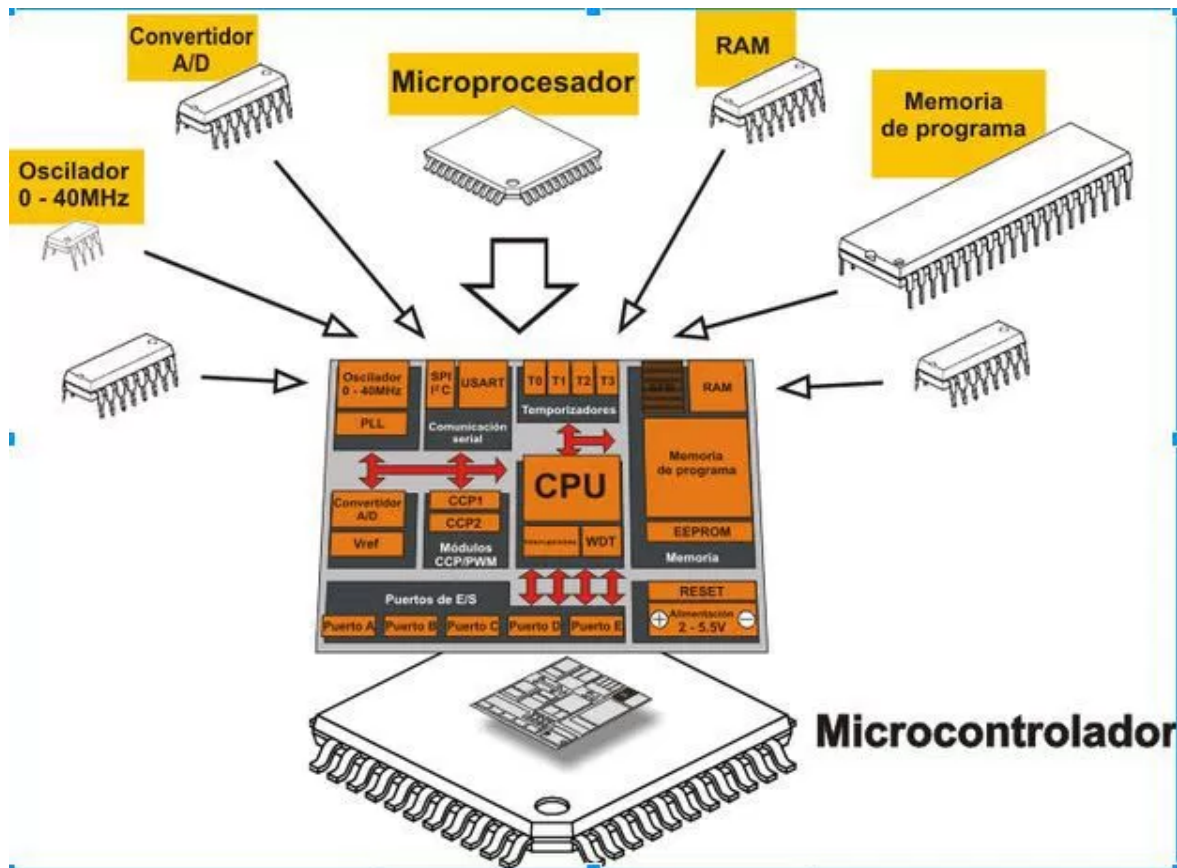 Convertidor
A/D
Microprocesador
RAM
Memoria
de programa
Oscilador
0 - 40MHz
Oscilador
0 - 40MHz
PLL
SPI
I²C
USART
Comunicación
serial
T0
T1
T2
T3
Temporizadores
RAM
Memoria
de programa
EEPROM
Memoria
CPU
WDT
Convertidor
A/D
Vref
CCP1
CCP2
Módulos
CCP/PWM
Puertos de E/S
Puerto A
Puerto B
Puerto C
Puerto D
Puerto E
RESET
Alimentación
2 - 5.5V
Microcontrolador